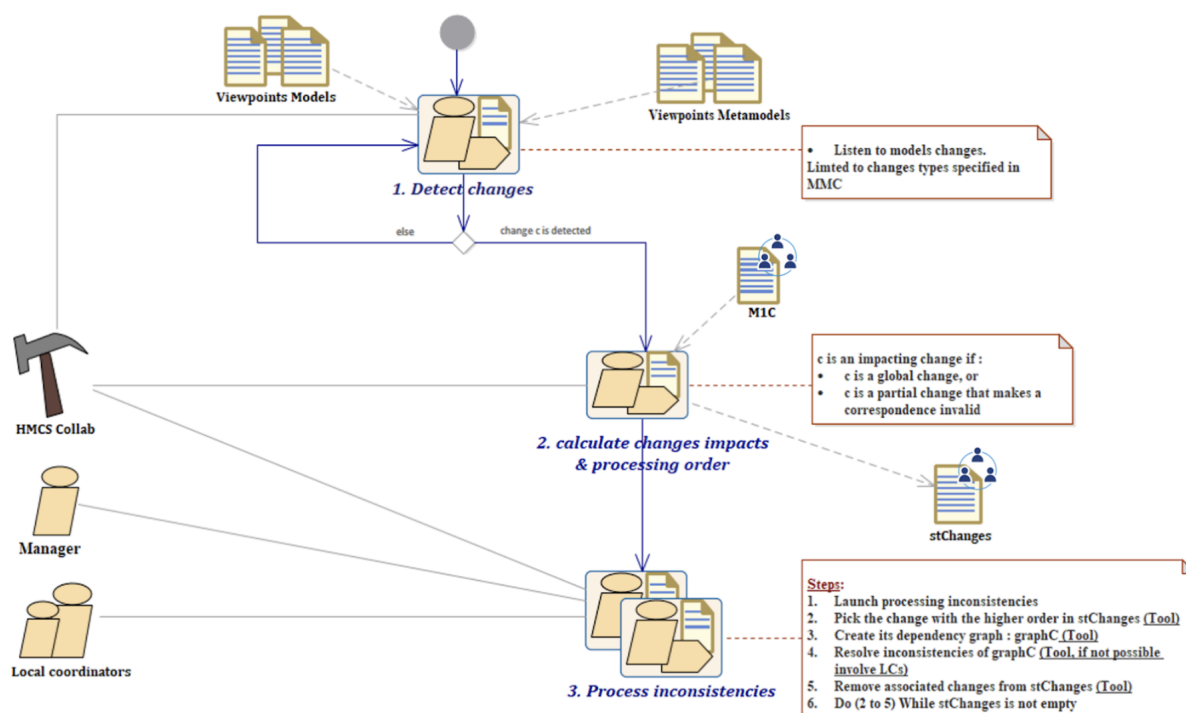 Viewpoints Models
Viewpoints Metamodels
• Listen to models changes.
Limted to changes types specified in
MMC
1. Detect changes
else
change c is detected
M1C
c is an impacting change if :
• c is a global change, or
• c is a partial change that makes a
correspondence invalid
HMCS Collab
2. calculate changes impacts
& processing order
stChanges
Manager
Steps:
1. Launch processing inconsistencies
2. Pick the change with the higher order in stChanges (Tool)
3. Create its dependency graph : graphC (Tool)
4. Resolve inconsistencies of graphC (Tool, if not possible
involve LCs)
5. Remove associated changes from stChanges (Tool)
6. Do (2 to 5) While stChanges is not empty
Local coordinators
3. Process inconsistencies